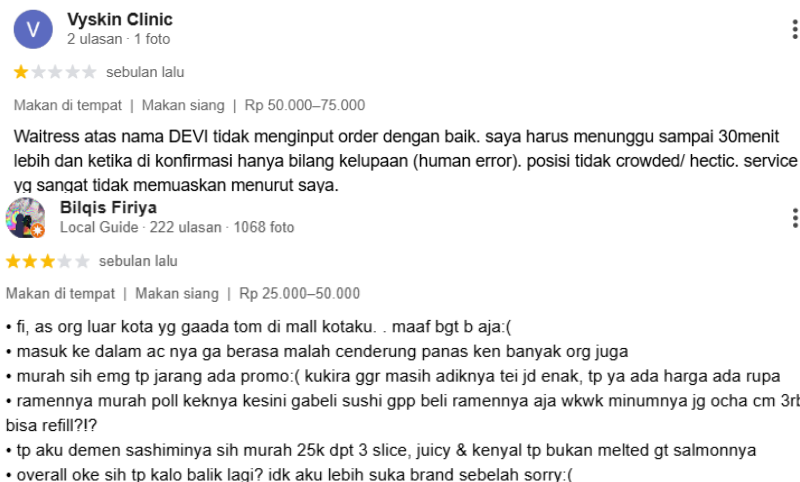 V
Vyskin Clinic
2 ulasan · 1 foto
sebulan lalu
Makan di tempat | Makan siang | Rp 50.000–75.000
Waitress atas nama DEVI tidak menginput order dengan baik. saya harus menunggu sampai 30menit
lebih dan ketika di konfirmasi hanya bilang kelupaan (human error). posisi tidak crowded/ hectic. service
yg sangat tidak memuaskan menurut saya.
Bilqis Firiya
Local Guide · 222 ulasan · 1068 foto
sebulan lalu
Makan di tempat | Makan siang | Rp 25.000–50.000
• fi, as org luar kota yg gaada tom di mall kotaku. . maaf bgt b aja:(
• masuk ke dalam ac nya ga berasa malah cenderung panas ken banyak org juga
• murah sih emg tp jarang ada promo:( kukira ggr masih adiknya tei jd enak, tp ya ada harga ada rupa
• ramennya murah poll keknya kesini gabeli sushi gpp beli ramennya aja wkwk minumnya jg ocha cm 3rb
bisa refill?!?
• tp aku demen sashiminya sih murah 25k dpt 3 slice, juicy & kenyal tp bukan melted gt salmonnya
• overall oke sih tp kalo balik lagi? idk aku lebih suka brand sebelah sorry:(